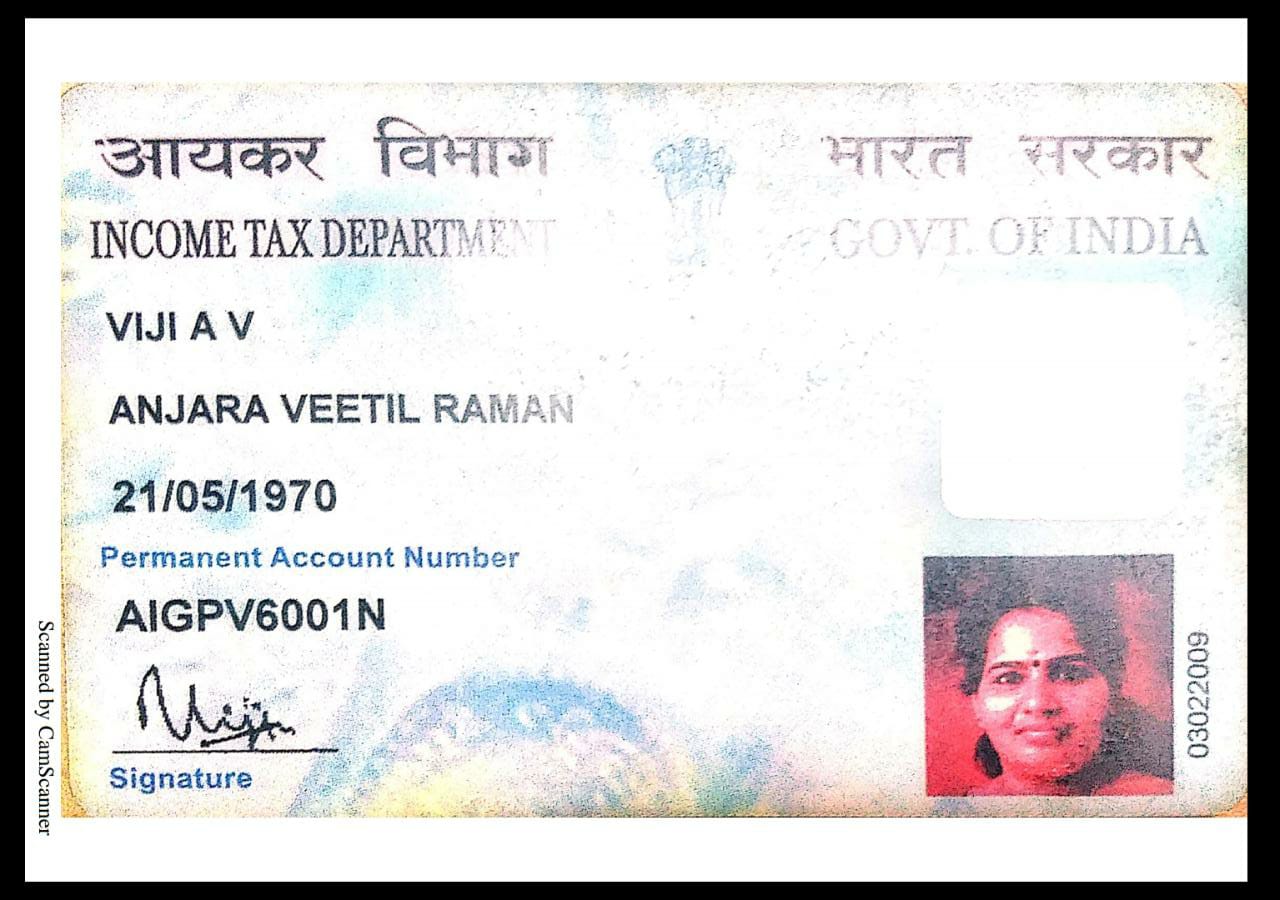 आयकर विभाग भारत सरकार
INCOME TAX DEPARTMENT GOVT. OF INDIA
VIJI A V
ANJARA VEETIL RAMAN
21/05/1970
Permanent Account Number
AIGPV6001N
Viji
Signature
03022009
Scanned by CamScanner